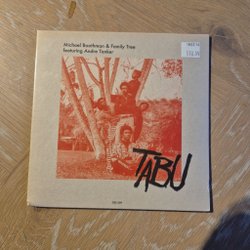 Michael Boothman & Family Tree
featuring Andre Tanker
TABU